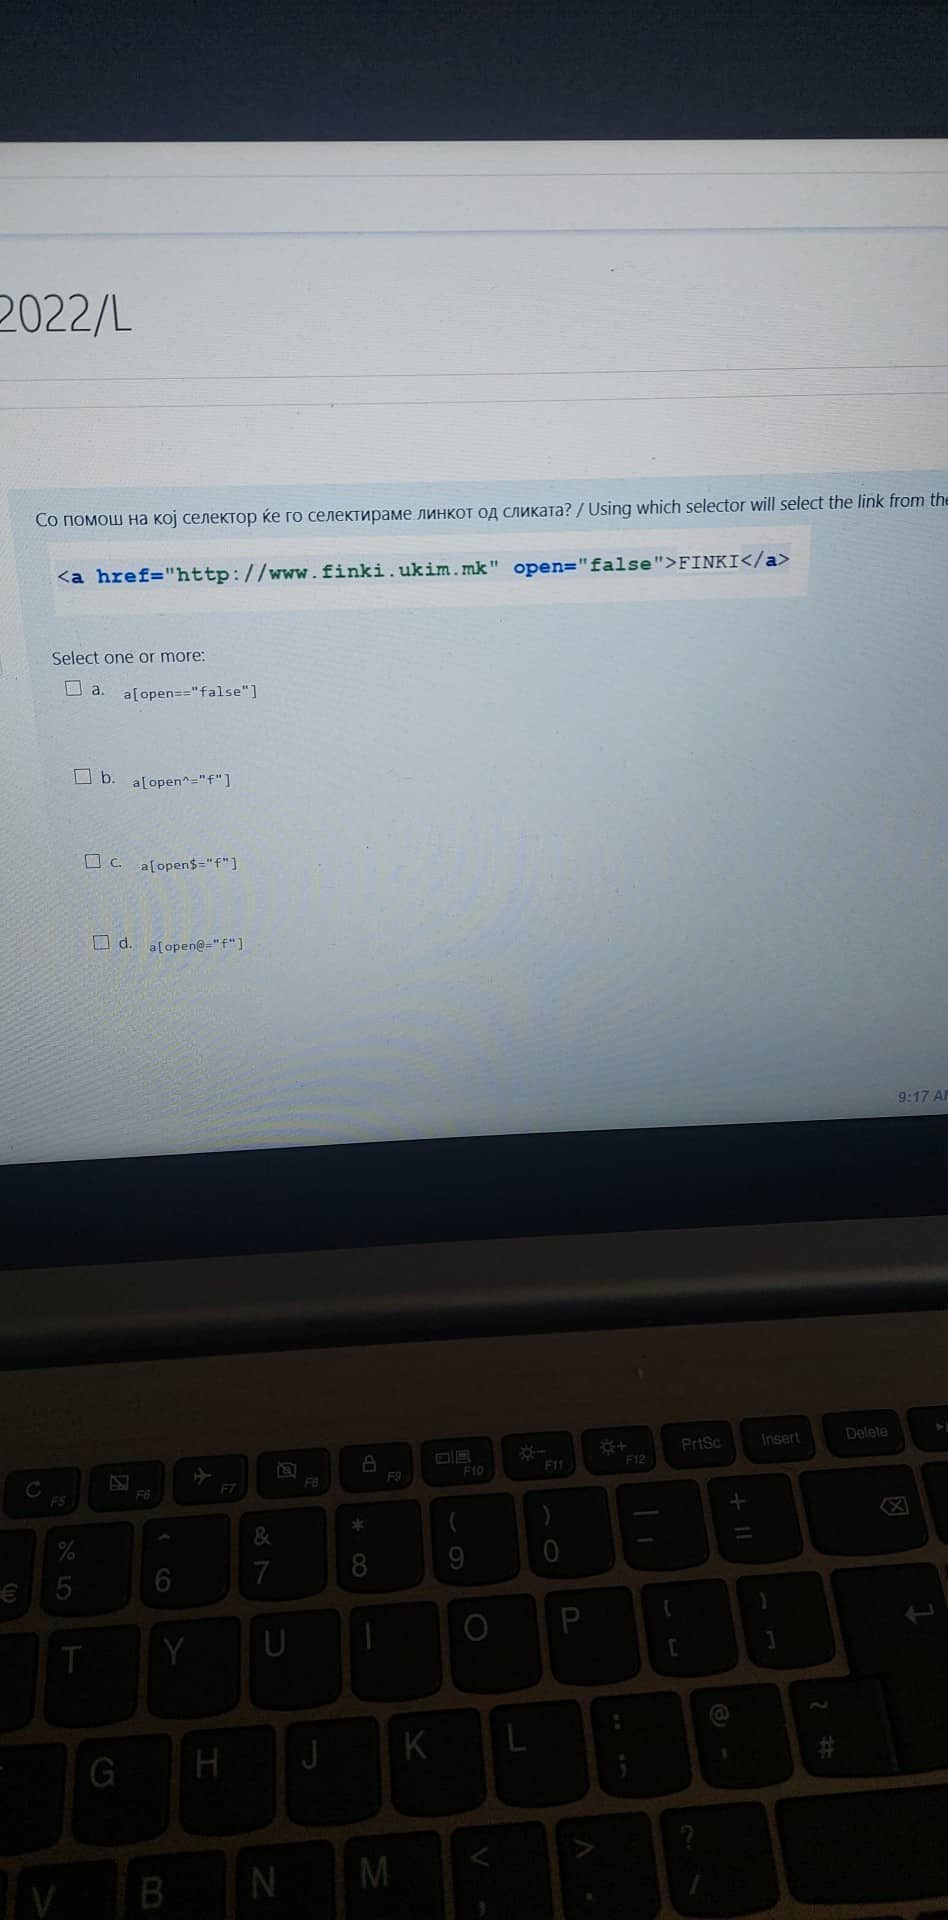 2022/L
Со помош на кој селектор ќе го селектираме линкот од сликата? / Using which selector will select the link from the
<a href="http://www.finki.ukim.mk" open="false">FINKI</a>
Select one or more:
a. a[open=="false"]
b. a[open^="f"]
c. a[open$="f"]
d. a[open@="f"]
9:17 A
F5 F6 F7 F8 F9 F10 F11 F12 PrtSc Insert Delete
% ^ & * ( ) _ +
€ 5 6 7 8 9 0 - =
T Y U I O P { [ } ]
G H J K L : ; @ ' ~ #
V B N M < , > . ? /